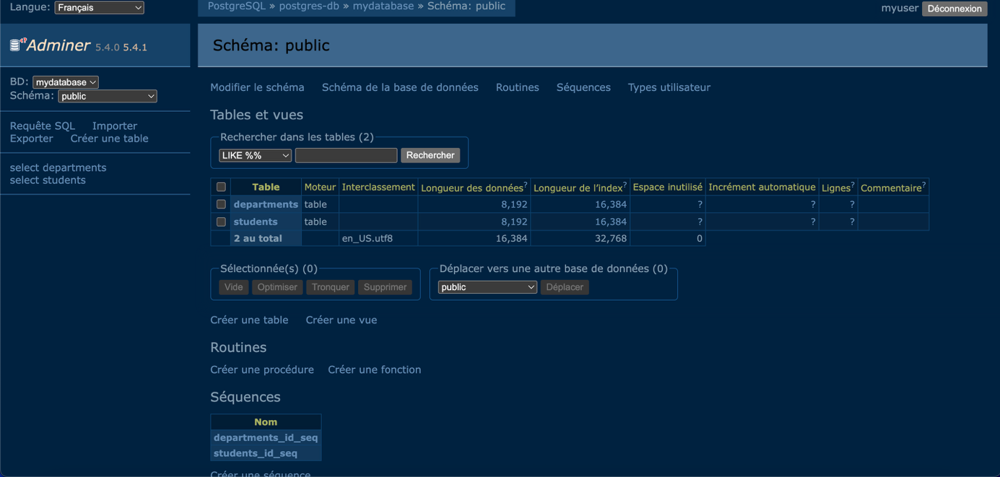 Langue: Français
PostgreSQL » postgres-db » mydatabase » Schéma: public
myuser Déconnexion
Adminer 5.4.0 5.4.1
Schéma: public
BD: mydatabase
Schéma: public
Requête SQL Importer
Exporter Créer une table
select departments
select students
Modifier le schéma Schéma de la base de données Routines Séquences Types utilisateur
Tables et vues
Rechercher dans les tables (2)
LIKE %% Rechercher
Table Moteur Interclassement Longueur des données? Longueur de l’index? Espace inutilisé Incrément automatique Lignes? Commentaire?
departments table 8,192 16,384 ? ? ?
students table 8,192 16,384 ? ? ?
2 au total en_US.utf8 16,384 32,768 0
Sélectionnée(s) (0)
Vide Optimiser Tronquer Supprimer
Déplacer vers une autre base de données (0)
public Déplacer
Créer une table Créer une vue
Routines
Créer une procédure Créer une fonction
Séquences
Nom
departments_id_seq
students_id_seq
Créer une séquence